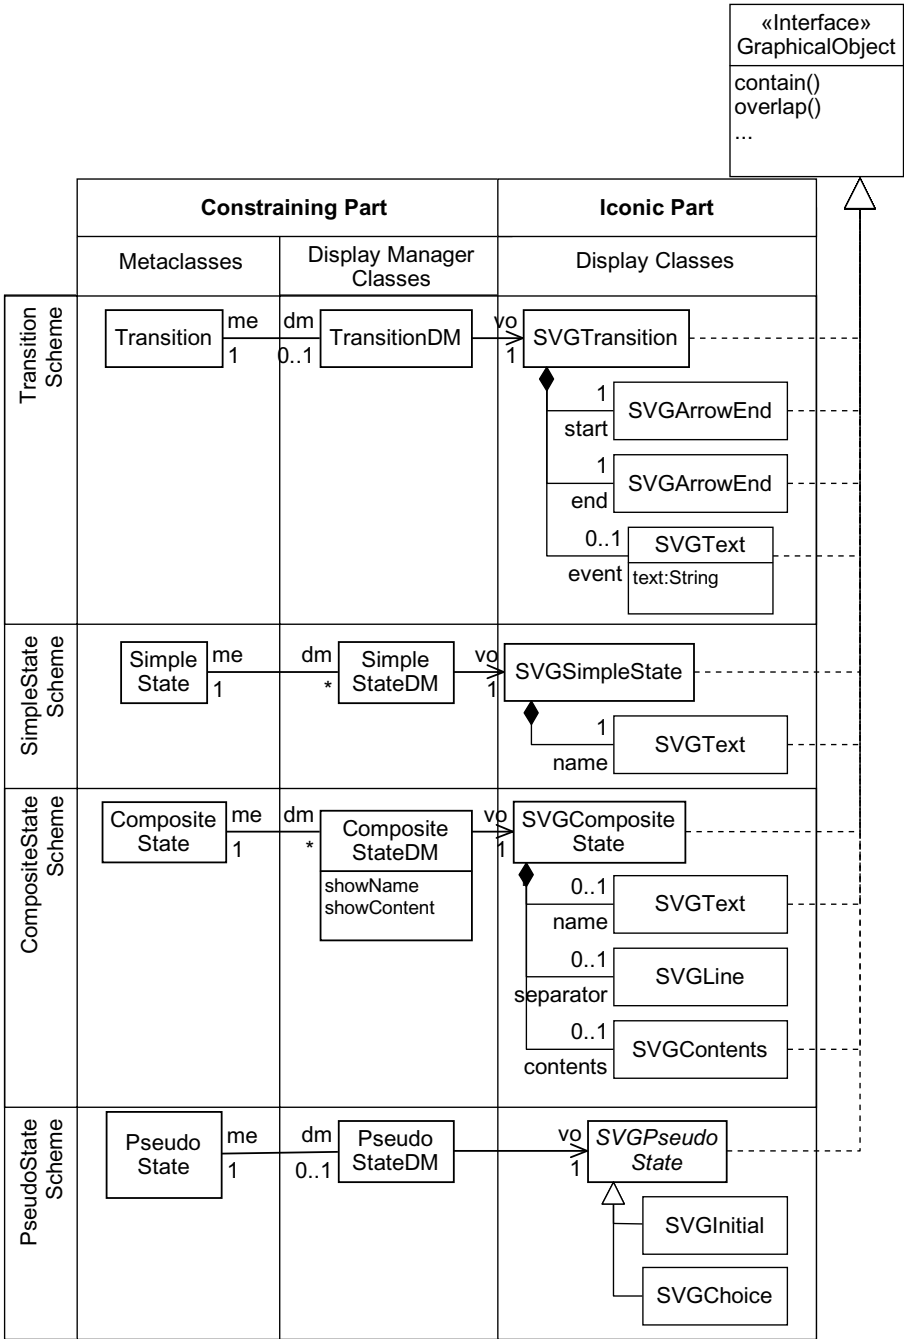 «Interface»
GraphicalObject
contain()
overlap()
...
Constraining Part
Iconic Part
Metaclasses
Display Manager
Classes
Display Classes
Transition
Scheme
Transition
me
1
dm
0..1
TransitionDM
vo
1
SVGTransition
1
start
SVGArrowEnd
1
end
SVGArrowEnd
0..1
event
SVGText
text:String
SimpleState
Scheme
Simple
State
me
1
dm
*
Simple
StateDM
vo
1
SVGSimpleState
1
name
SVGText
CompositeState
Scheme
Composite
State
me
1
dm
*
Composite
StateDM
showName
showContent
vo
1
SVGComposite
State
0..1
name
SVGText
0..1
separator
SVGLine
0..1
contents
SVGContents
PseudoState
Scheme
Pseudo
State
me
1
dm
0..1
Pseudo
StateDM
vo
1
SVGPseudo
State
SVGInitial
SVGChoice